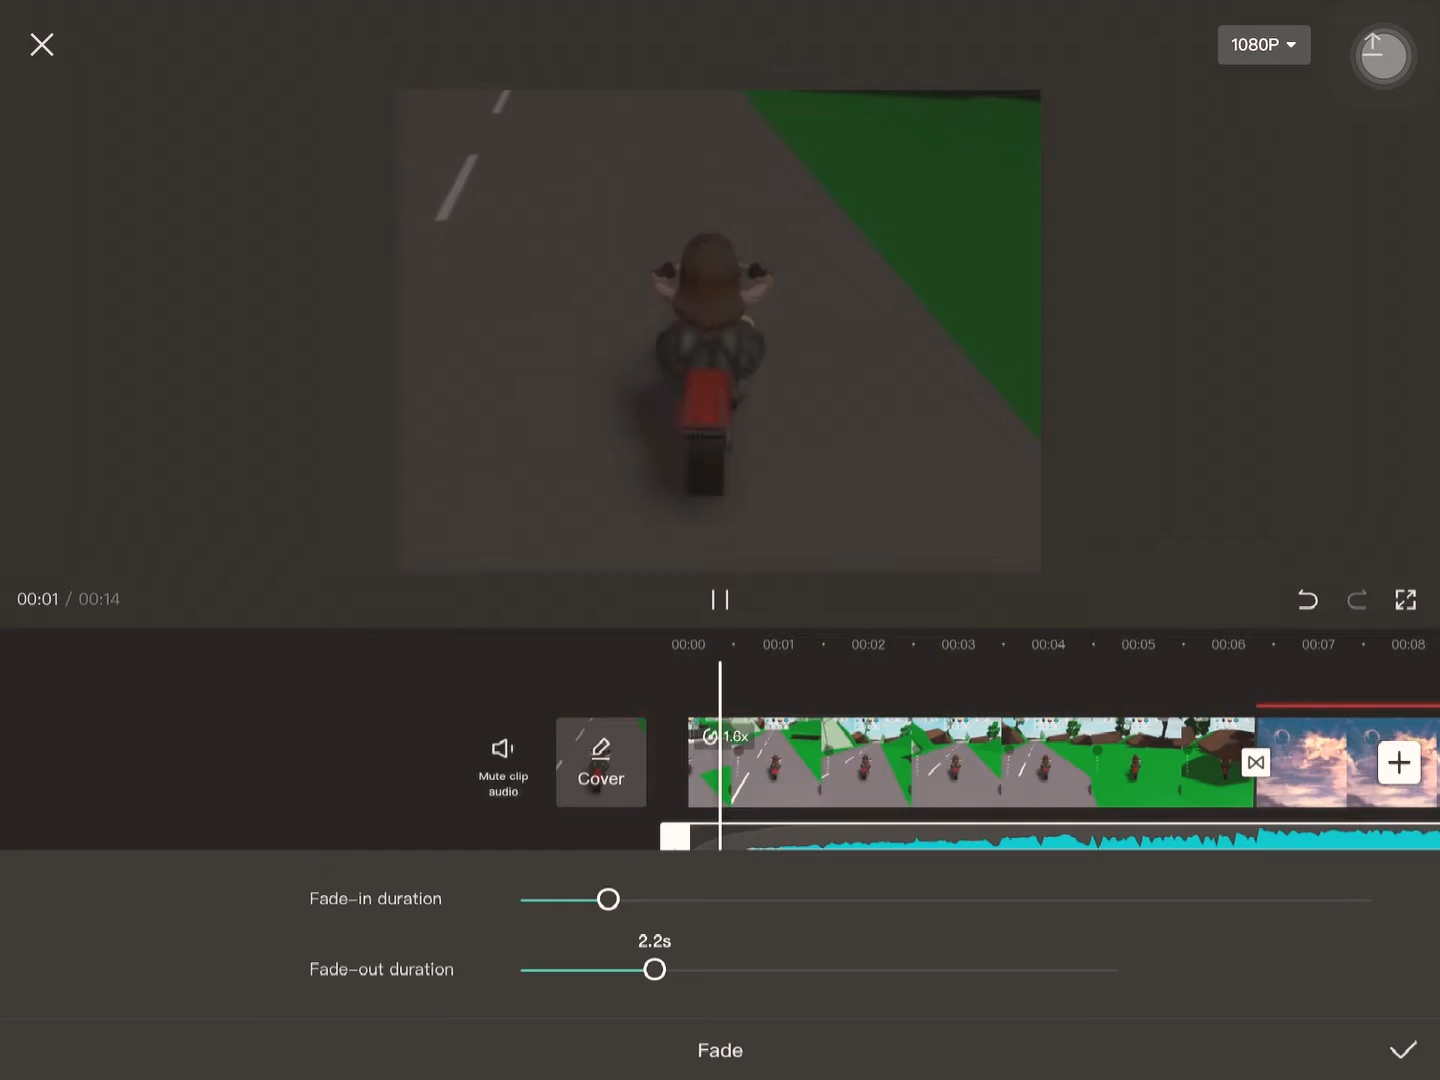 1080P
00:01 / 00:14
00:00 00:01 00:02 00:03 00:04 00:05 00:06 00:07 00:08
1.6x
Mute clip
audio
Cover
Fade-in duration
2.2s
Fade-out duration
Fade